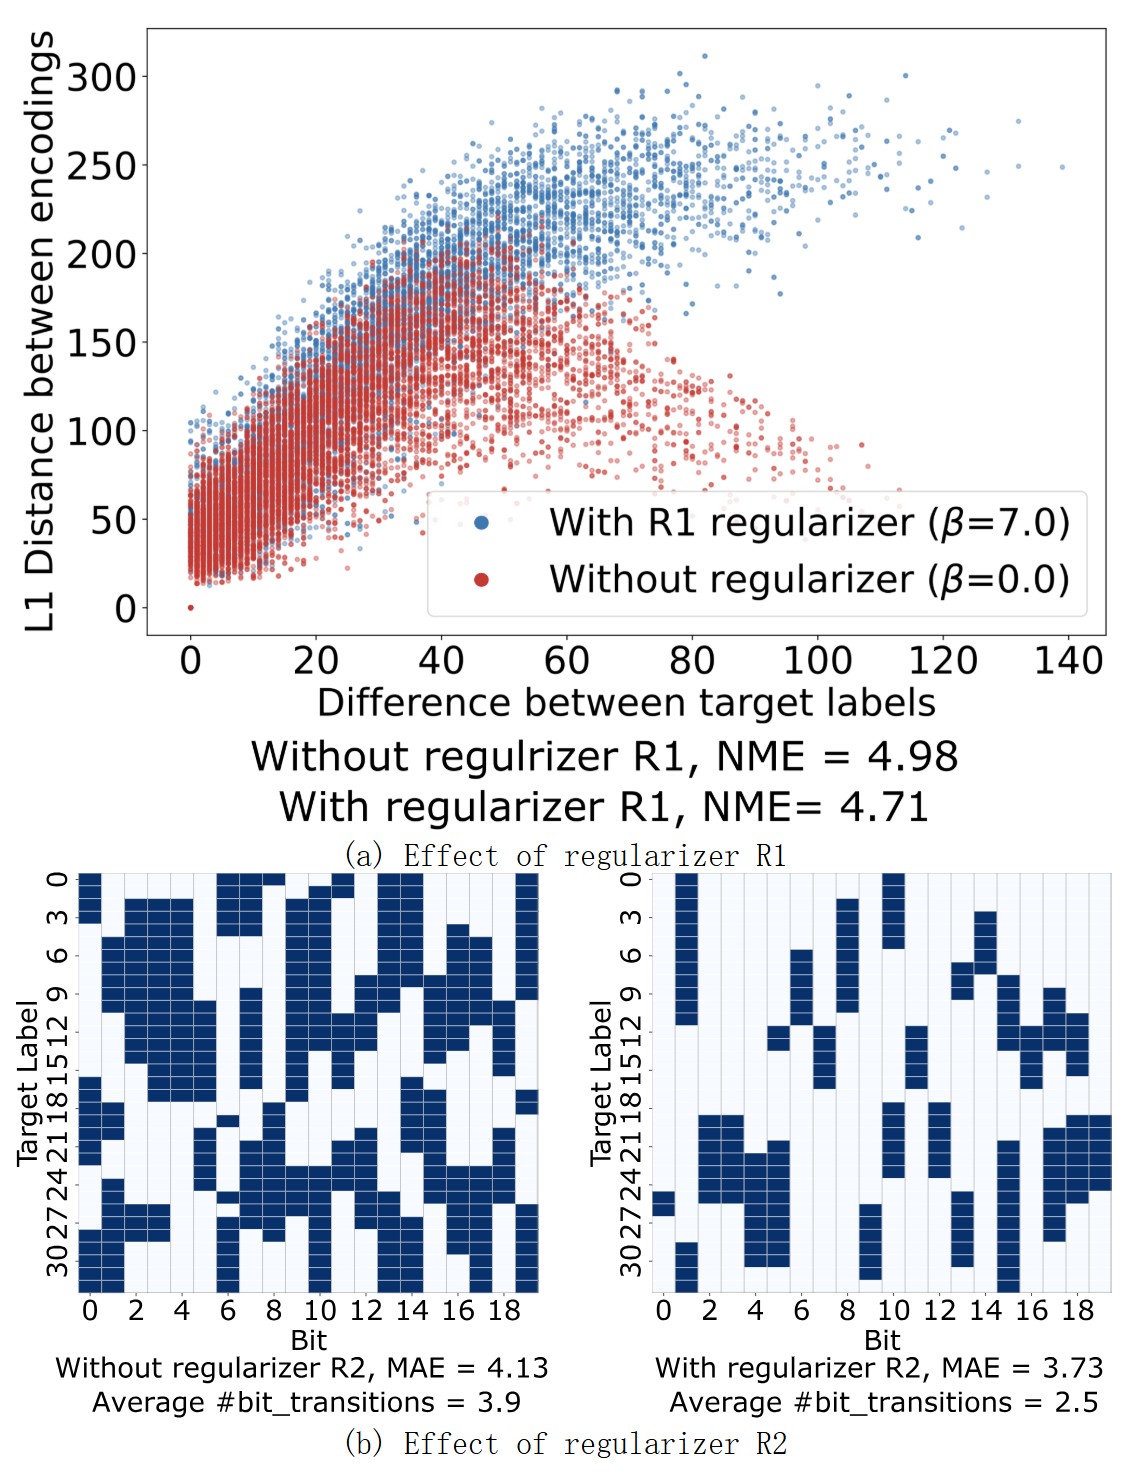 L1 Distance between encodings
300
250
200
150
100
50
0
With R1 regularizer (β=7.0)
Without regularizer (β=0.0)
0 20 40 60 80 100 120 140
Difference between target labels
Without regulrizer R1, NME = 4.98
With regularizer R1, NME= 4.71
(a) Effect of regularizer R1
Target Label
0 3 6 9 12 15 18 21 24 27 30
0 2 4 6 8 10 12 14 16 18
Bit
Without regularizer R2, MAE = 4.13
Average #bit_transitions = 3.9
Target Label
0 3 6 9 12 15 18 21 24 27 30
0 2 4 6 8 10 12 14 16 18
Bit
With regularizer R2, MAE = 3.73
Average #bit_transitions = 2.5
(b) Effect of regularizer R2